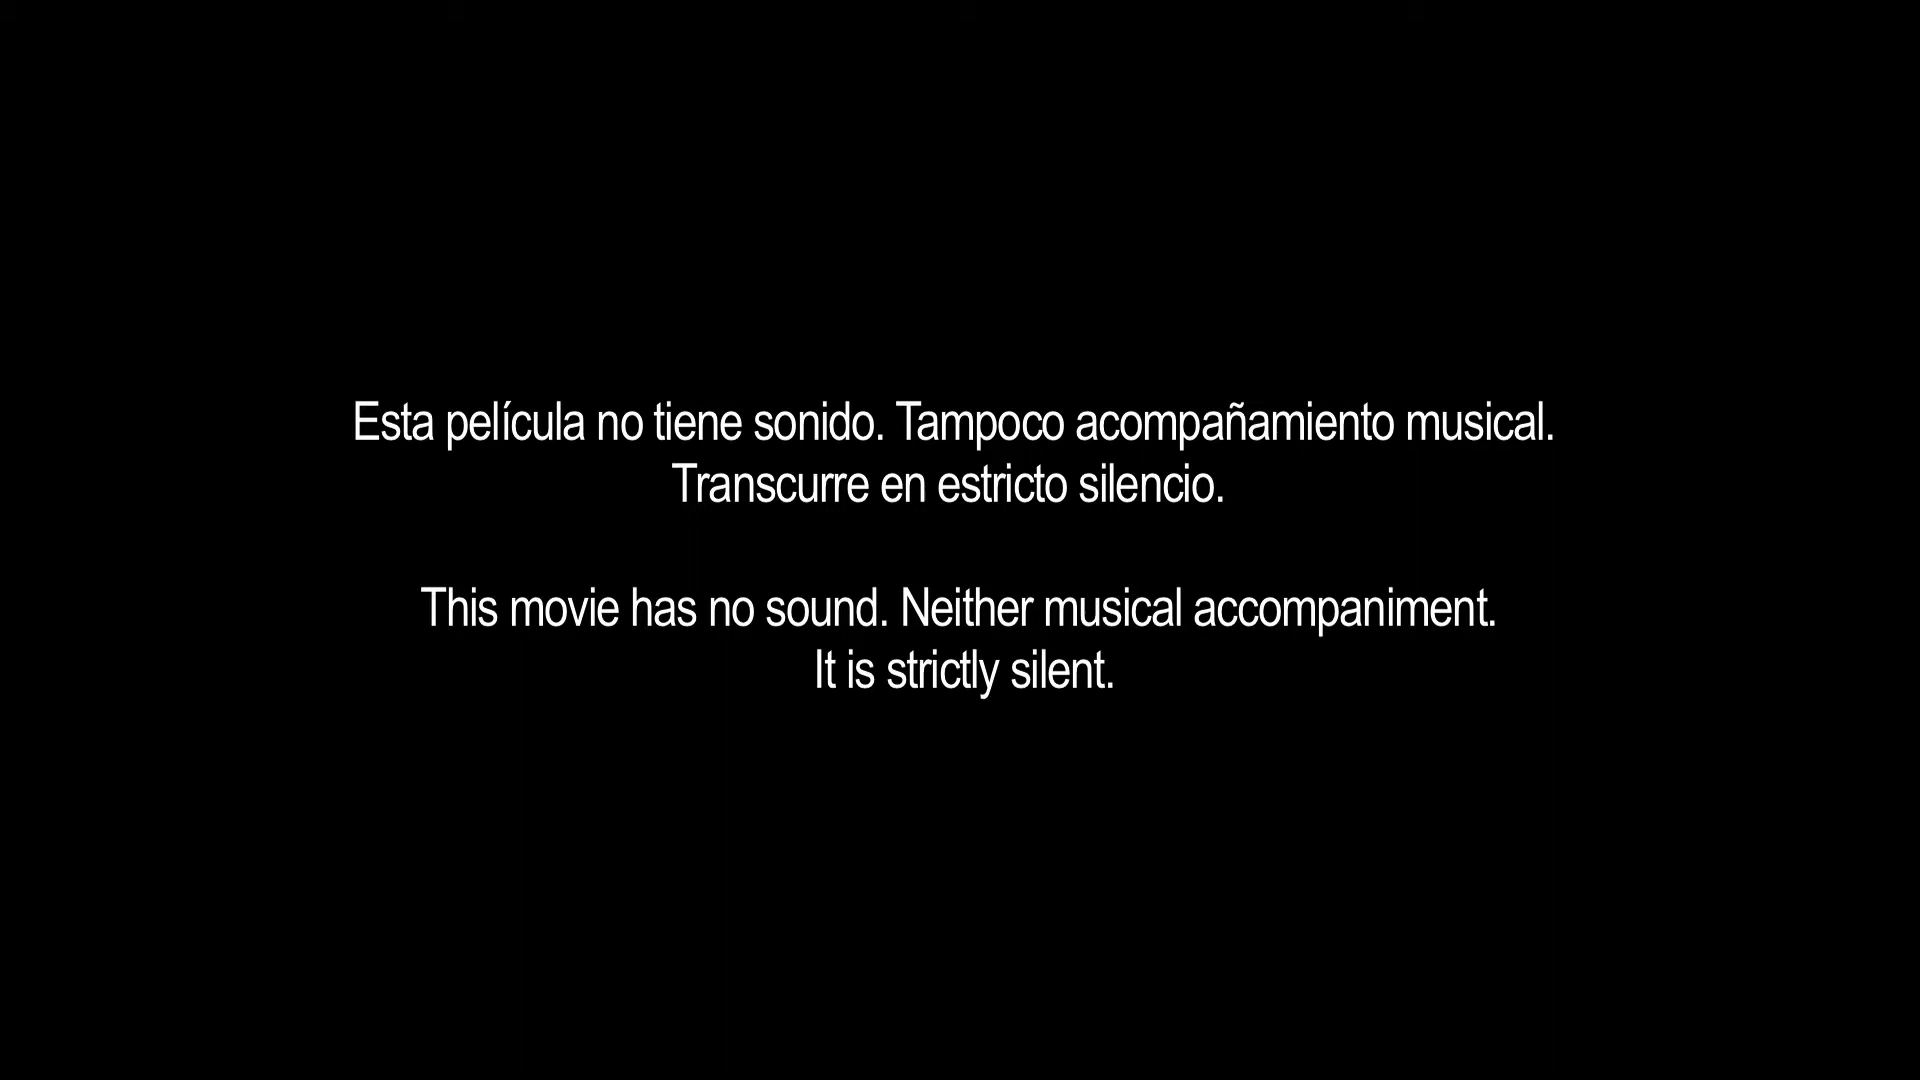 Esta película no tiene sonido. Tampoco acompañamiento musical.
Transcurre en estricto silencio.
This movie has no sound. Neither musical accompaniment.
It is strictly silent.